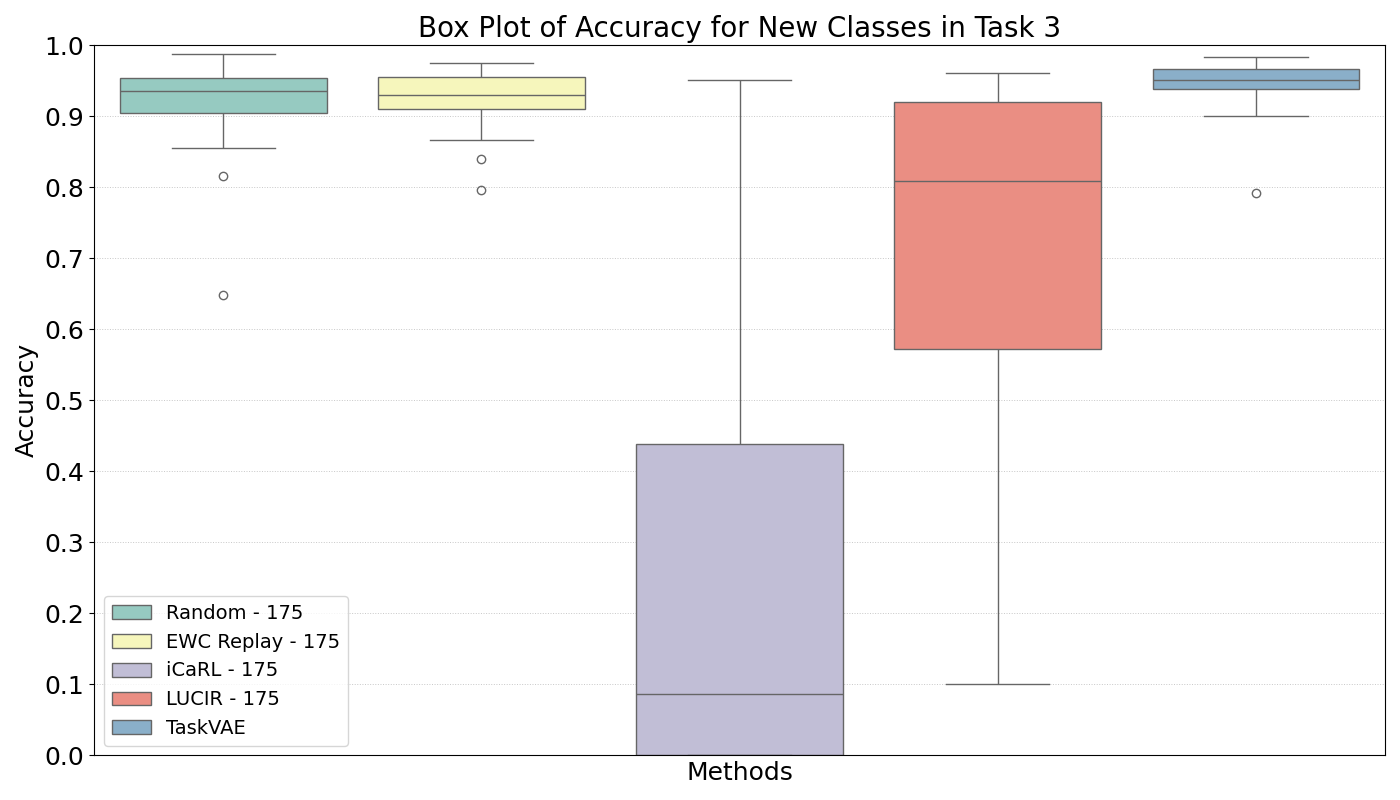 Box Plot of Accuracy for New Classes in Task 3
1.0
0.9
0.8
0.7
0.6
0.5
0.4
0.3
0.2
0.1
0.0
Accuracy
Random - 175
EWC Replay - 175
iCaRL - 175
LUCIR - 175
TaskVAE
Methods